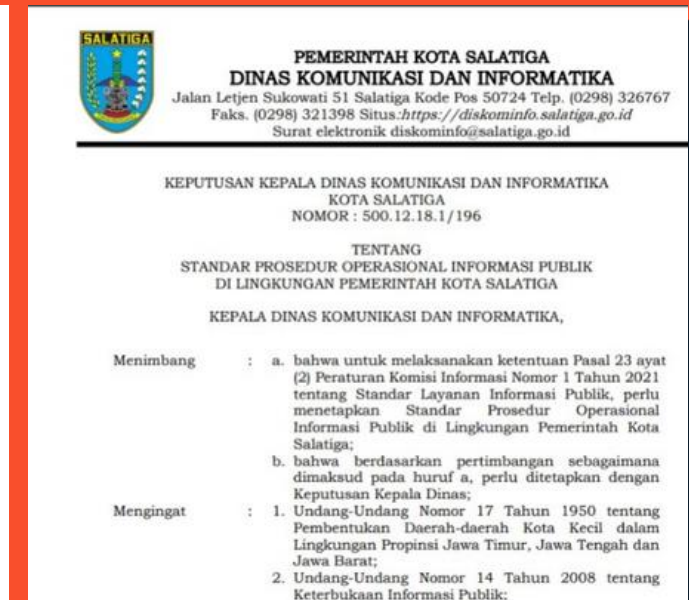 SALATIGA
PEMERINTAH KOTA SALATIGA
DINAS KOMUNIKASI DAN INFORMATIKA
Jalan Letjen Sukowati 51 Salatiga Kode Pos 50724 Telp. (0298) 326767
Faks. (0298) 321398 Situs:https://diskominfo.salatiga.go.id
Surat elektronik diskominfo@salatiga.go.id
KEPUTUSAN KEPALA DINAS KOMUNIKASI DAN INFORMATIKA
KOTA SALATIGA
NOMOR : 500.12.18.1/196
TENTANG
STANDAR PROSEDUR OPERASIONAL INFORMASI PUBLIK
DI LINGKUNGAN PEMERINTAH KOTA SALATIGA
KEPALA DINAS KOMUNIKASI DAN INFORMATIKA,
Menimbang : a. bahwa untuk melaksanakan ketentuan Pasal 23 ayat
(2) Peraturan Komisi Informasi Nomor 1 Tahun 2021
tentang Standar Layanan Informasi Publik, perlu
menetapkan Standar Prosedur Operasional
Informasi Publik di Lingkungan Pemerintah Kota
Salatiga;
b. bahwa berdasarkan pertimbangan sebagaimana
dimaksud pada huruf a, perlu ditetapkan dengan
Keputusan Kepala Dinas;
Mengingat : 1. Undang-Undang Nomor 17 Tahun 1950 tentang
Pembentukan Daerah-daerah Kota Kecil dalam
Lingkungan Propinsi Jawa Timur, Jawa Tengah dan
Jawa Barat;
2. Undang-Undang Nomor 14 Tahun 2008 tentang
Keterbukaan Informasi Publik;